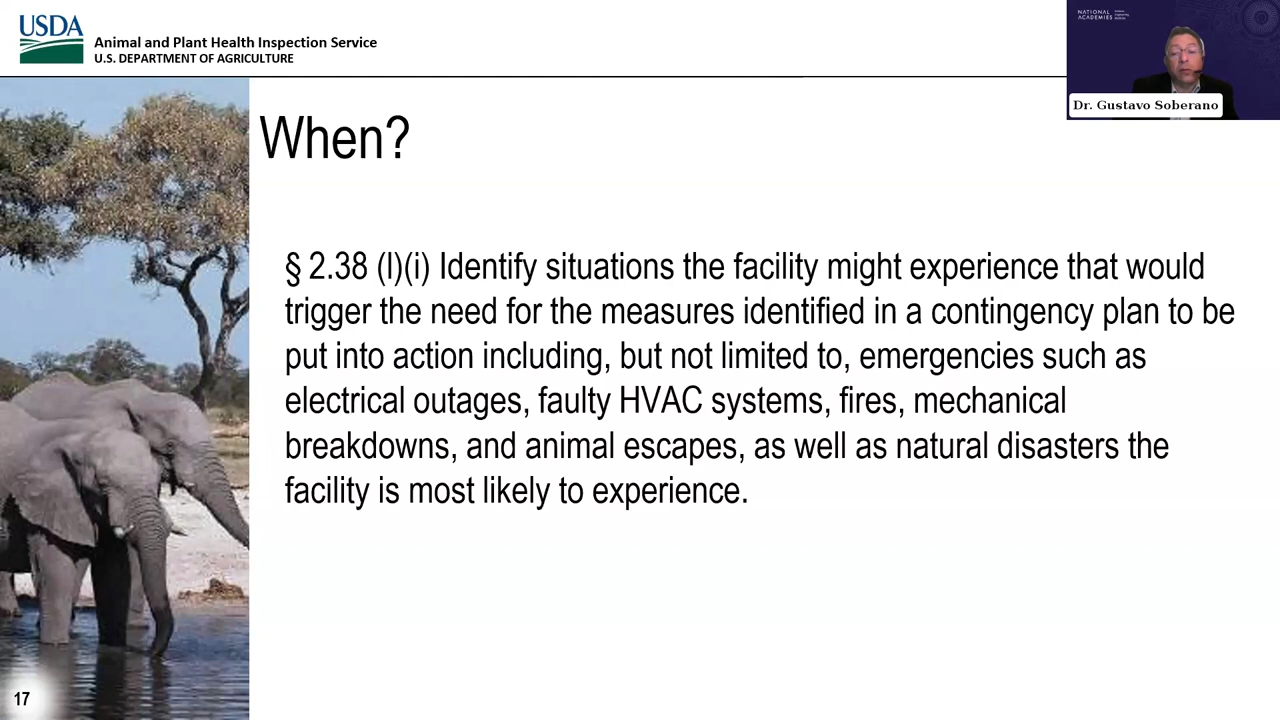 USDA
Animal and Plant Health Inspection Service
U.S. DEPARTMENT OF AGRICULTURE
NATIONAL
ACADEMIES
Dr. Gustavo Soberano
When?
§ 2.38 (l)(i) Identify situations the facility might experience that would
trigger the need for the measures identified in a contingency plan to be
put into action including, but not limited to, emergencies such as
electrical outages, faulty HVAC systems, fires, mechanical
breakdowns, and animal escapes, as well as natural disasters the
facility is most likely to experience.
17